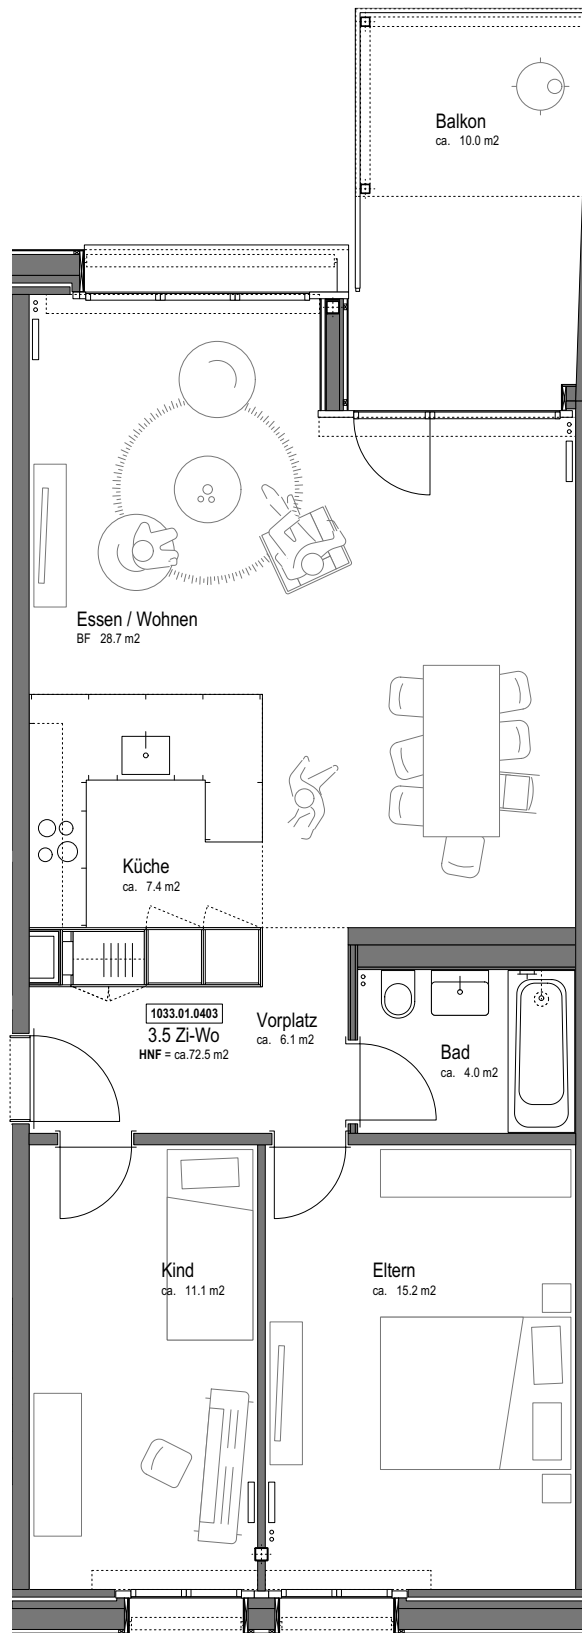 Balkon
ca. 10.0 m2
Essen / Wohnen
BF 28.7 m2
Küche
ca. 7.4 m2
1033.01.0403
3.5 Zi-Wo
HNF = ca.72.5 m2
Vorplatz
ca. 6.1 m2
Bad
ca. 4.0 m2
Kind
ca. 11.1 m2
Eltern
ca. 15.2 m2